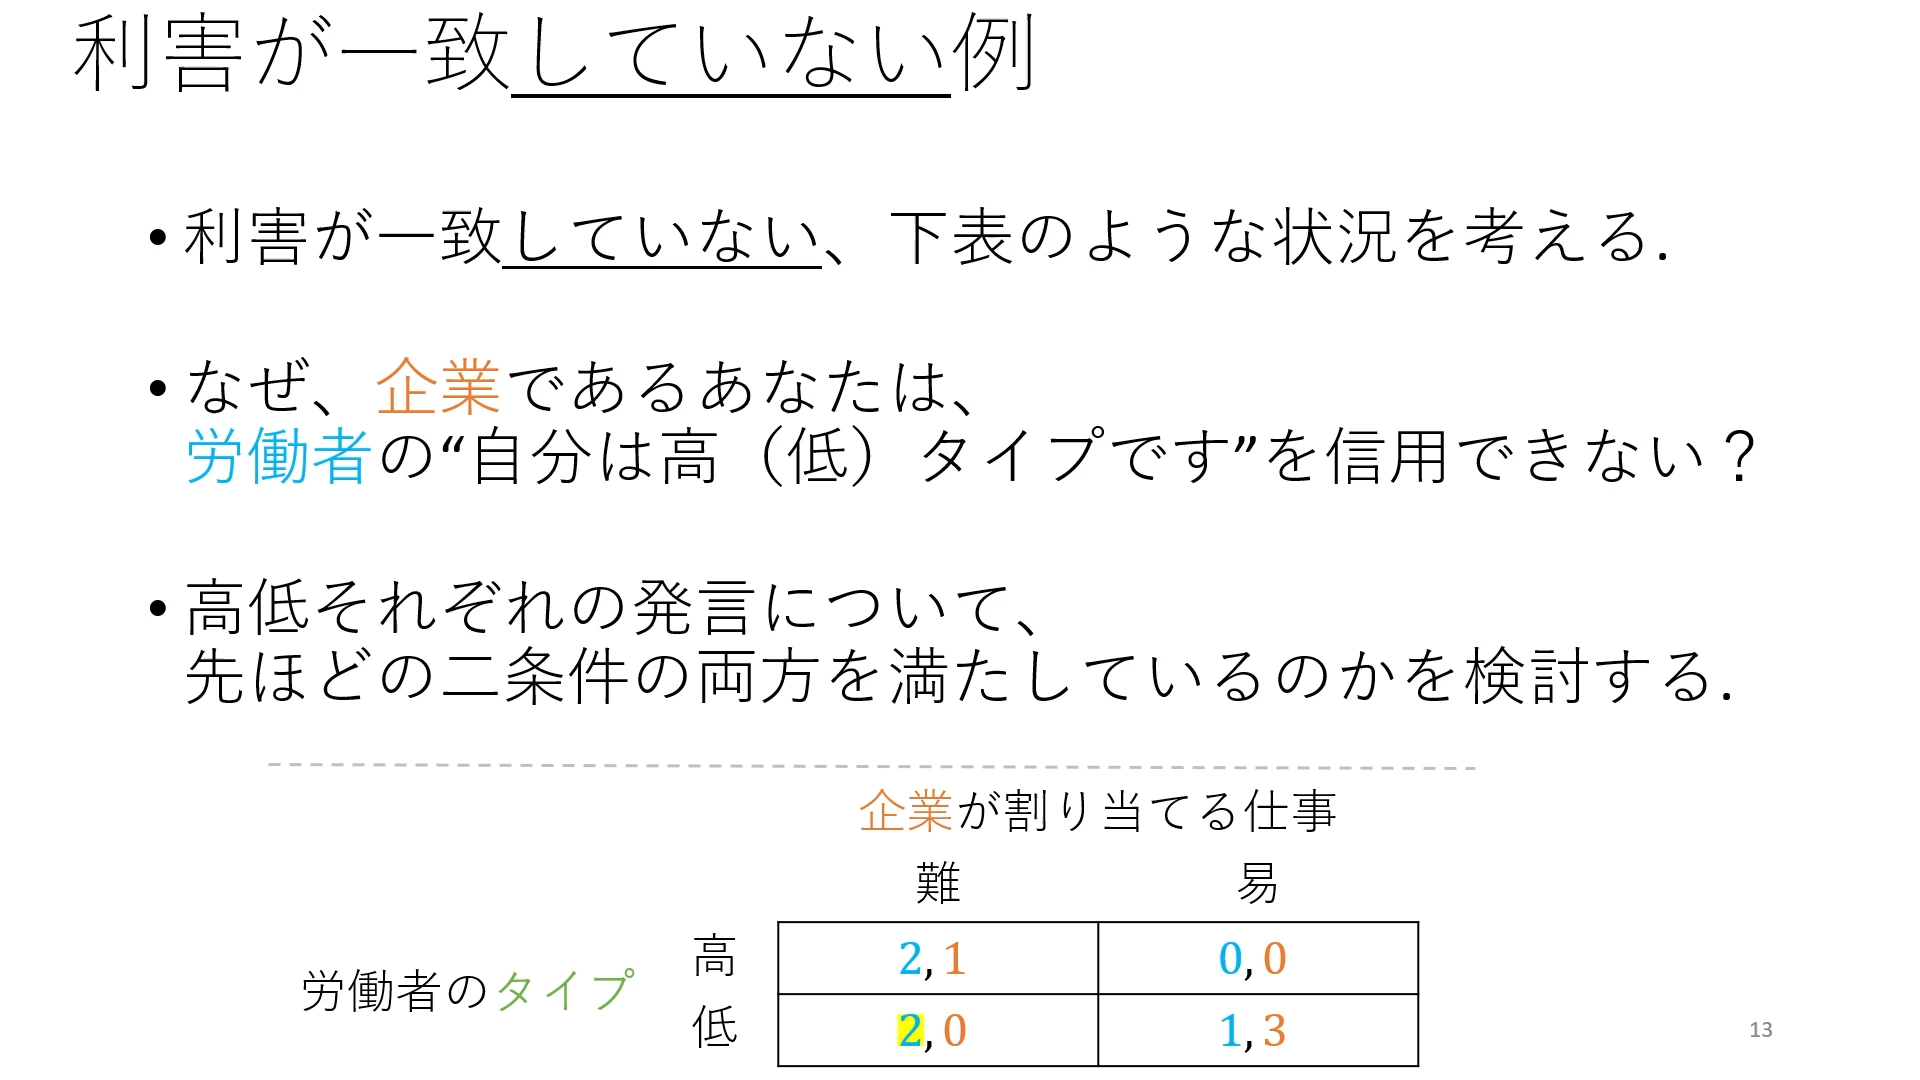 利害が一致していない例
• 利害が一致していない、下表のような状況を考える.
• なぜ、企業であるあなたは、
労働者の“自分は高（低）タイプです”を信用できない？
• 高低それぞれの発言について、
先ほどの二条件の両方を満たしているのかを検討する.
企業が割り当てる仕事
難 易
高 2, 1 0, 0
労働者のタイプ
低 2, 0 1, 3
13